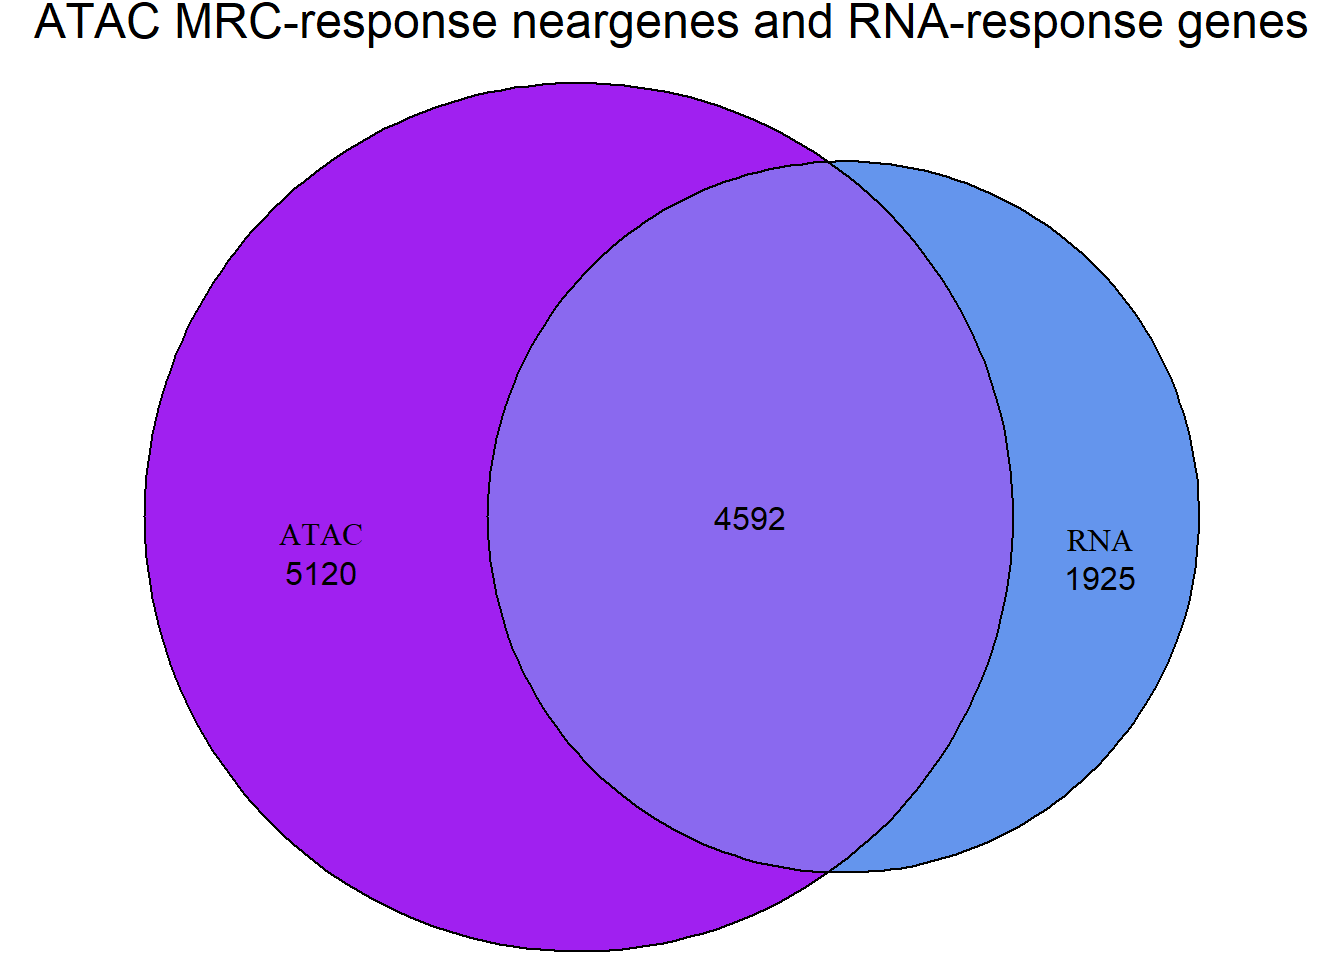 ATAC MRC-response neargenes and RNA-response genes
ATAC
5120
4592
RNA
1925